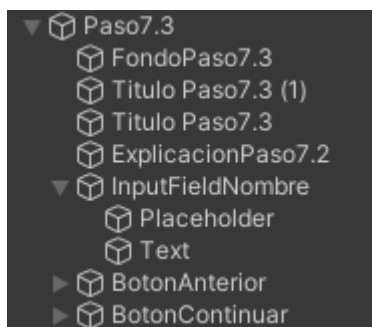 Paso7.3
FondoPaso7.3
Titulo Paso7.3 (1)
Titulo Paso7.3
ExplicacionPaso7.2
InputFieldNombre
Placeholder
Text
BotonAnterior
BotonContinuar